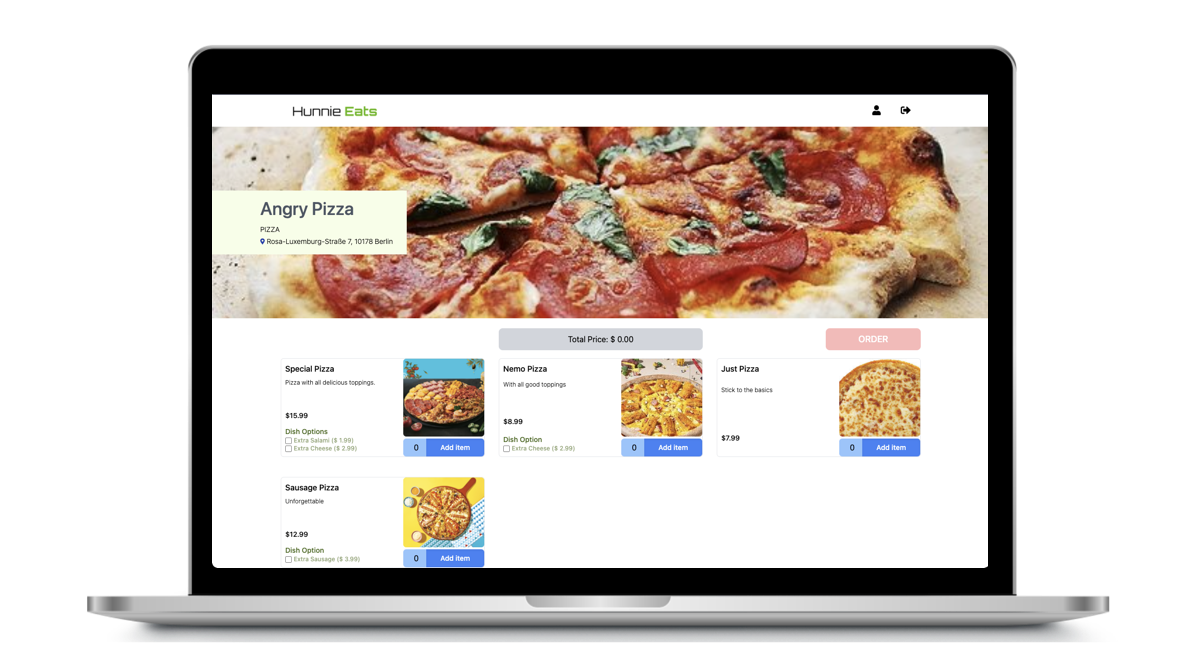 Hunnie Eats
Angry Pizza
PIZZA
Rosa-Luxemburg-Straße 7, 10178 Berlin
Total Price: $ 0.00
ORDER
Special Pizza
Pizza with all delicious toppings.
$15.99
Dish Options
Extra Salami ($ 1.99)
Extra Cheese ($ 2.99)
0 Add item
Nemo Pizza
With all good toppings
$8.99
Dish Option
Extra Cheese ($ 2.99)
0 Add item
Just Pizza
Stick to the basics
$7.99
0 Add item
Sausage Pizza
Unforgettable
$12.99
Dish Option
Extra Sausage ($ 3.99)
0 Add item